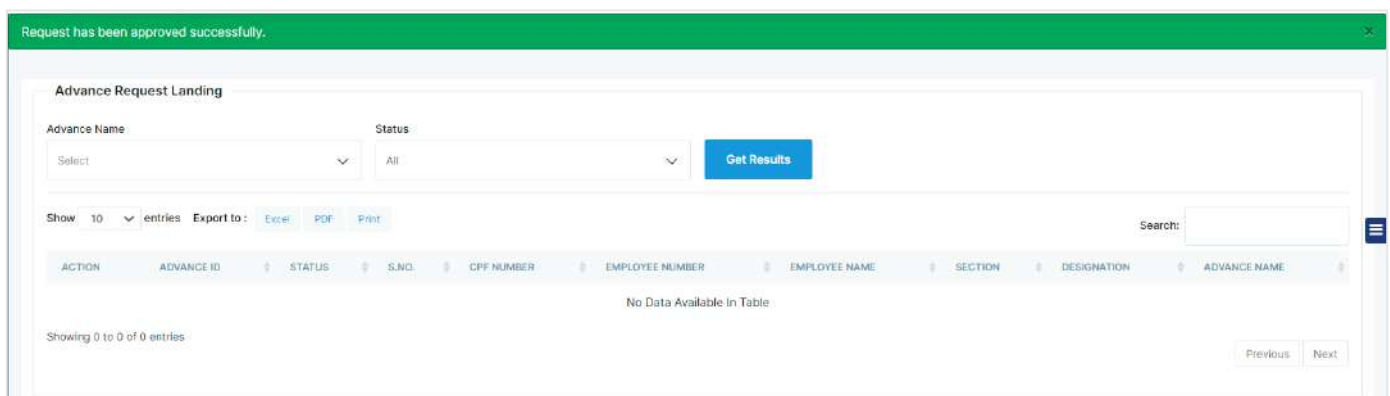 Request has been approved successfully. ×
Advance Request Landing
Advance Name Status
Select All Get Results
Show 10 entries Export to : Excel PDF Print Search:
ACTION ADVANCE ID STATUS S.NO. CPF NUMBER EMPLOYEE NUMBER EMPLOYEE NAME SECTION DESIGNATION ADVANCE NAME
No Data Available In Table
Showing 0 to 0 of 0 entries
Previous Next